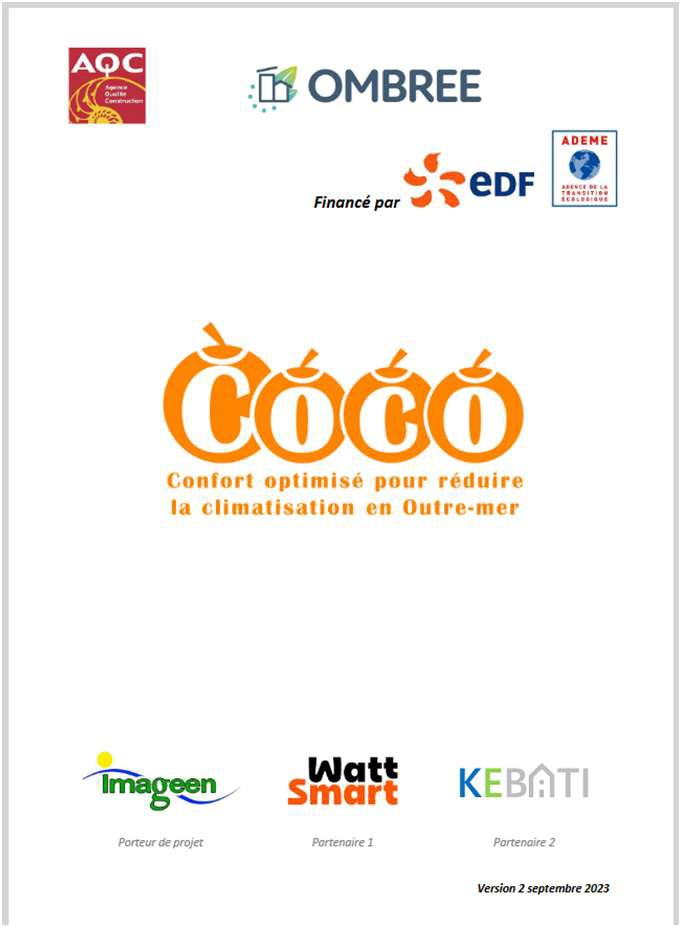 AQC
Agence
Qualité
Construction
OMBREE
Financé par
eDF
ADEME
AGENCE DE LA
TRANSITION
ÉCOLOGIQUE
Còcó
Confort optimisé pour réduire
la climatisation en Outre-mer
Imageen
Watt
Smart
KEBATI
Porteur de projet
Partenaire 1
Partenaire 2
Version 2 septembre 2023